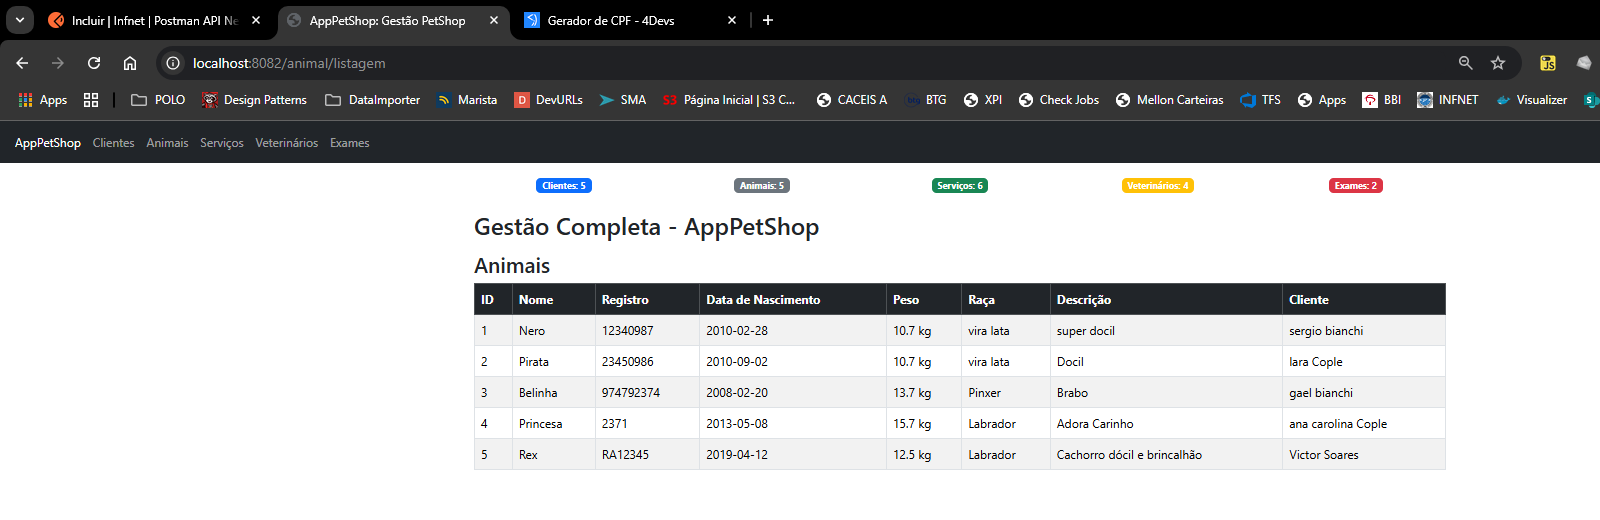 Incluir | Infnet | Postman API Ne AppPetShop: Gestão PetShop Gerador de CPF - 4Devs
localhost:8082/animal/listagem
Apps POLO Design Patterns DataImporter Marista DevURLs SMA Página Inicial | S3 C... CACEIS A BTG XPI Check Jobs Mellon Carteiras TFS Apps BBI INFNET Visualizer
AppPetShop Clientes Animais Serviços Veterinários Exames
Clientes: 5 Animais: 5 Serviços: 6 Veterinários: 4 Exames: 2
Gestão Completa - AppPetShop
Animais
ID Nome Registro Data de Nascimento Peso Raça Descrição Cliente
1 Nero 12340987 2010-02-28 10.7 kg vira lata super docil sergio bianchi
2 Pirata 23450986 2010-09-02 10.7 kg vira lata Docil lara Cople
3 Belinha 974792374 2008-02-20 13.7 kg Pinxer Brabo gael bianchi
4 Princesa 2371 2013-05-08 15.7 kg Labrador Adora Carinho ana carolina Cople
5 Rex RA12345 2019-04-12 12.5 kg Labrador Cachorro dócil e brincalhão Victor Soares